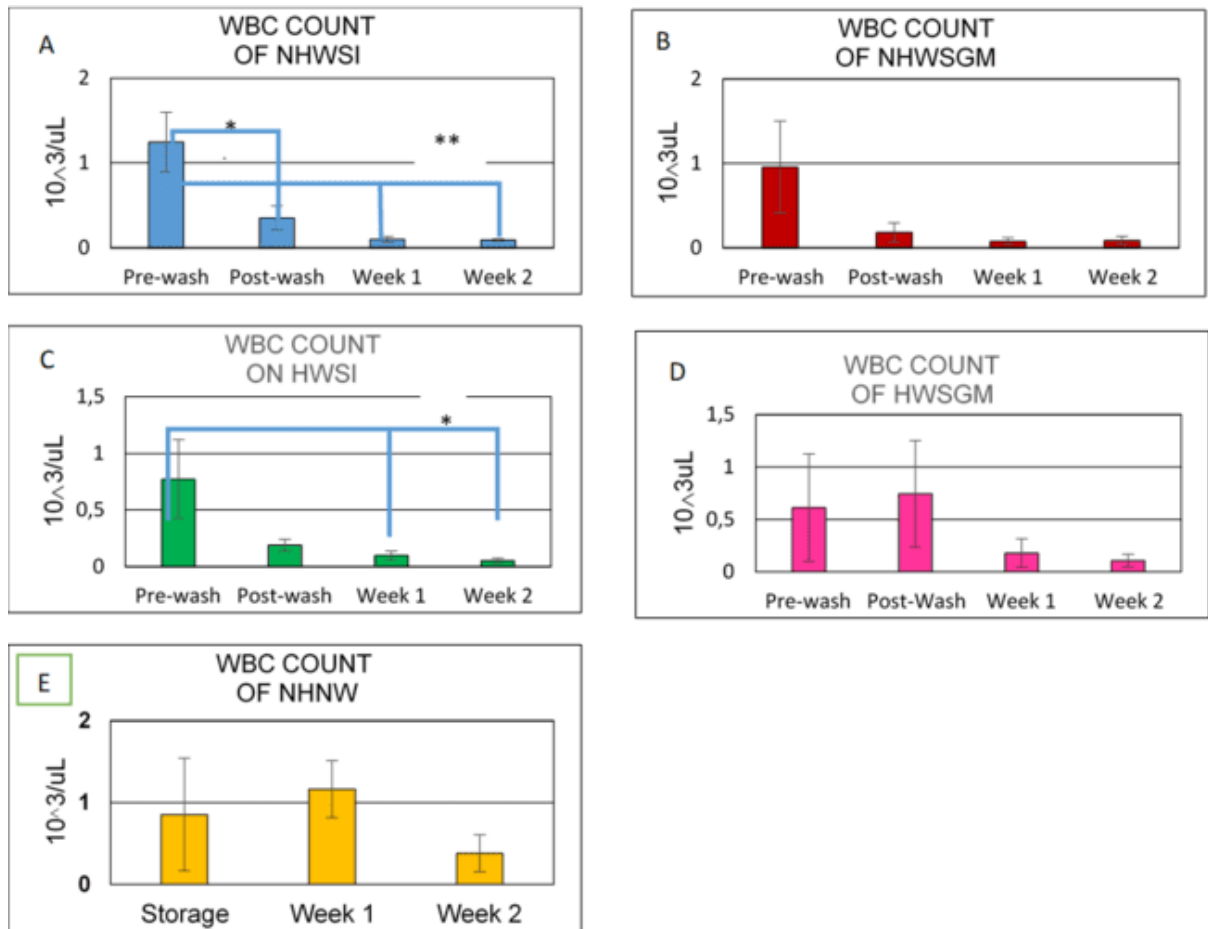 A
WBC COUNT
OF NHWSI
10^3/uL
2
1
0
*
**
Pre-wash Post-wash Week 1 Week 2
B
WBC COUNT
OF NHWSGM
10^3uL
2
1
0
Pre-wash Post-wash Week 1 Week 2
C
WBC COUNT
ON HWSI
10^3/uL
1,5
1
0,5
0
*
Pre-wash Post-wash Week 1 Week 2
D
WBC COUNT
OF HWSGM
10^3uL
1,5
1
0,5
0
Pre-wash Post-Wash Week 1 Week 2
E
WBC COUNT
OF NHNW
10^3/uL
2
1
0
Storage Week 1 Week 2